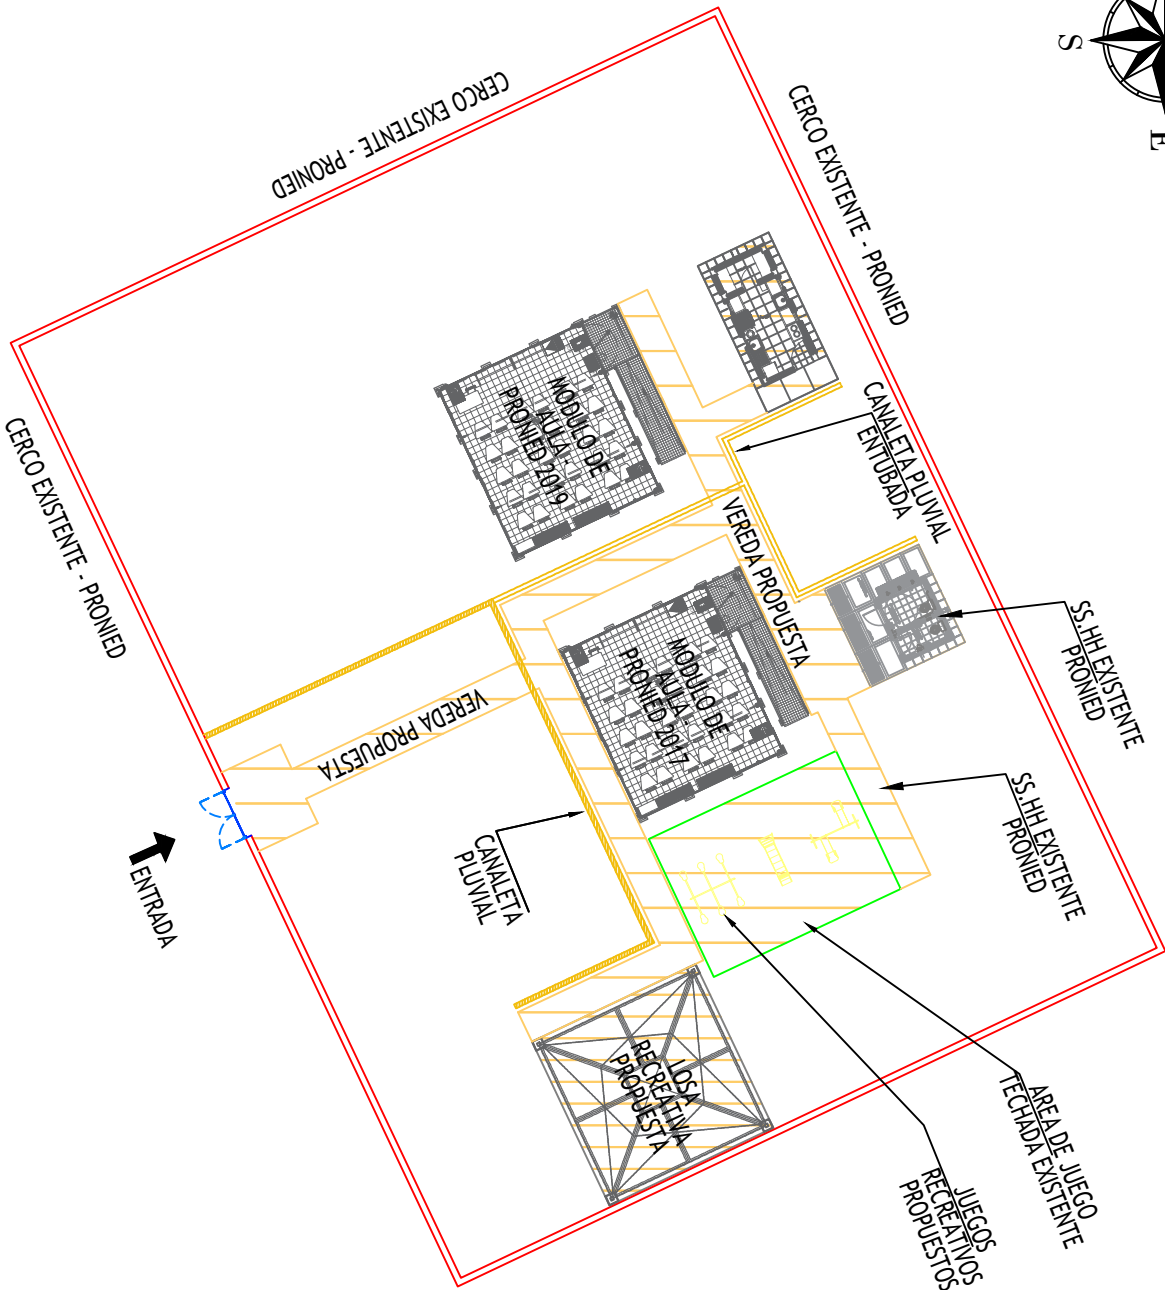 S
E
CERCO EXISTENTE - PRONIED
CERCO EXISTENTE - PRONIED
CERCO EXISTENTE - PRONIED
CANALETA PLUVIAL
ENTUBADA
MODULO DE
AULA -
PRONIED 2019
VEREDA PROPUESTA
SS.HH EXISTENTE
PRONIED
MODULO DE
AULA -
PRONIED 2017
VEREDA PROPUESTA
SS.HH EXISTENTE
PRONIED
ENTRADA
CANALETA
PLUVIAL
LOSA
RECREATIVA
PROPUESTA
AREA DE JUEGO
TECHADA EXISTENTE
JUEGOS
RECREATIVOS
PROPUESTOS